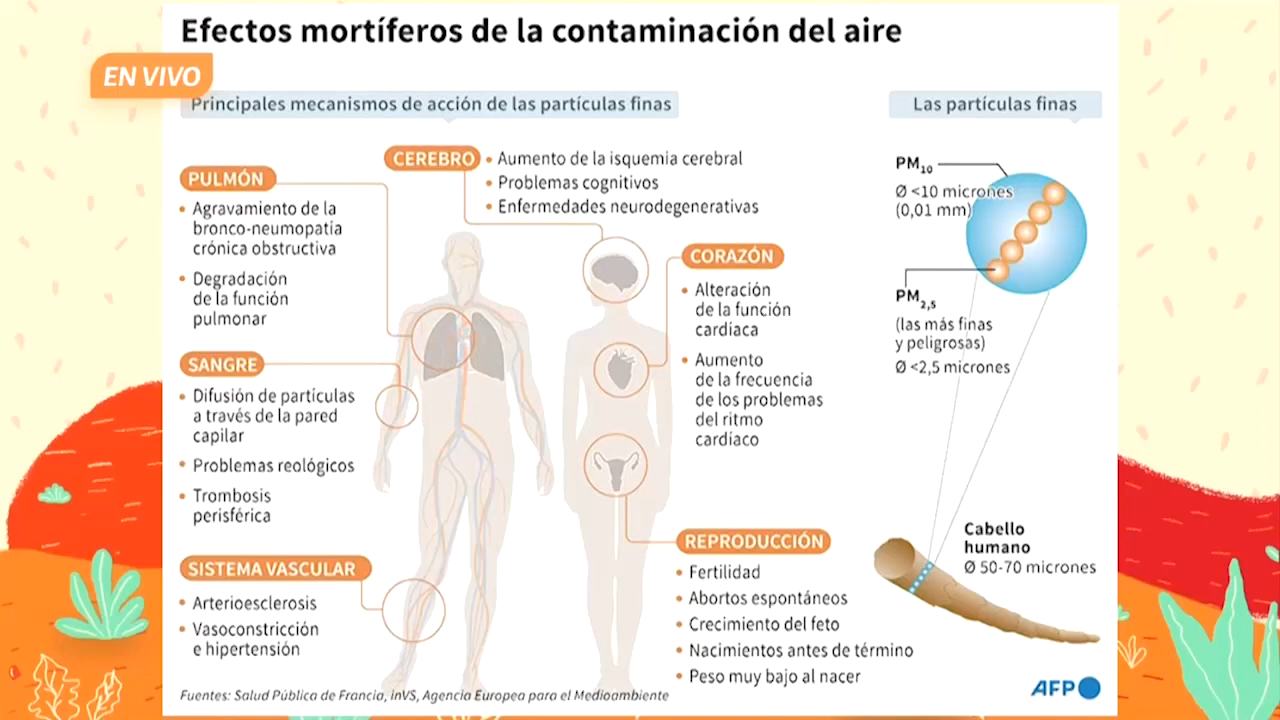 Efectos mortíferos de la contaminación del aire
EN VIVO
Principales mecanismos de acción de las partículas finas
Las partículas finas
CEREBRO
• Aumento de la isquemia cerebral
• Problemas cognitivos
• Enfermedades neurodegenerativas
PULMÓN
• Agravamiento de la
bronco-neumopatía
crónica obstructiva
• Degradación
de la función
pulmonar
SANGRE
• Difusión de partículas
a través de la pared
capilar
• Problemas reológicos
• Trombosis
perisférica
SISTEMA VASCULAR
• Arterioesclerosis
• Vasoconstricción
e hipertensión
CORAZÓN
• Alteración
de la función
cardíaca
• Aumento
de la frecuencia
de los problemas
del ritmo
cardíaco
REPRODUCCIÓN
• Fertilidad
• Abortos espontáneos
• Crecimiento del feto
• Nacimientos antes de término
• Peso muy bajo al nacer
PM10
Ø <10 micrones
(0,01 mm)
PM2,5
(las más finas
y peligrosas)
Ø <2,5 micrones
Cabello
humano
Ø 50-70 micrones
Fuentes: Salud Pública de Francia, inVS, Agencia Europea para el Medioambiente
AFP